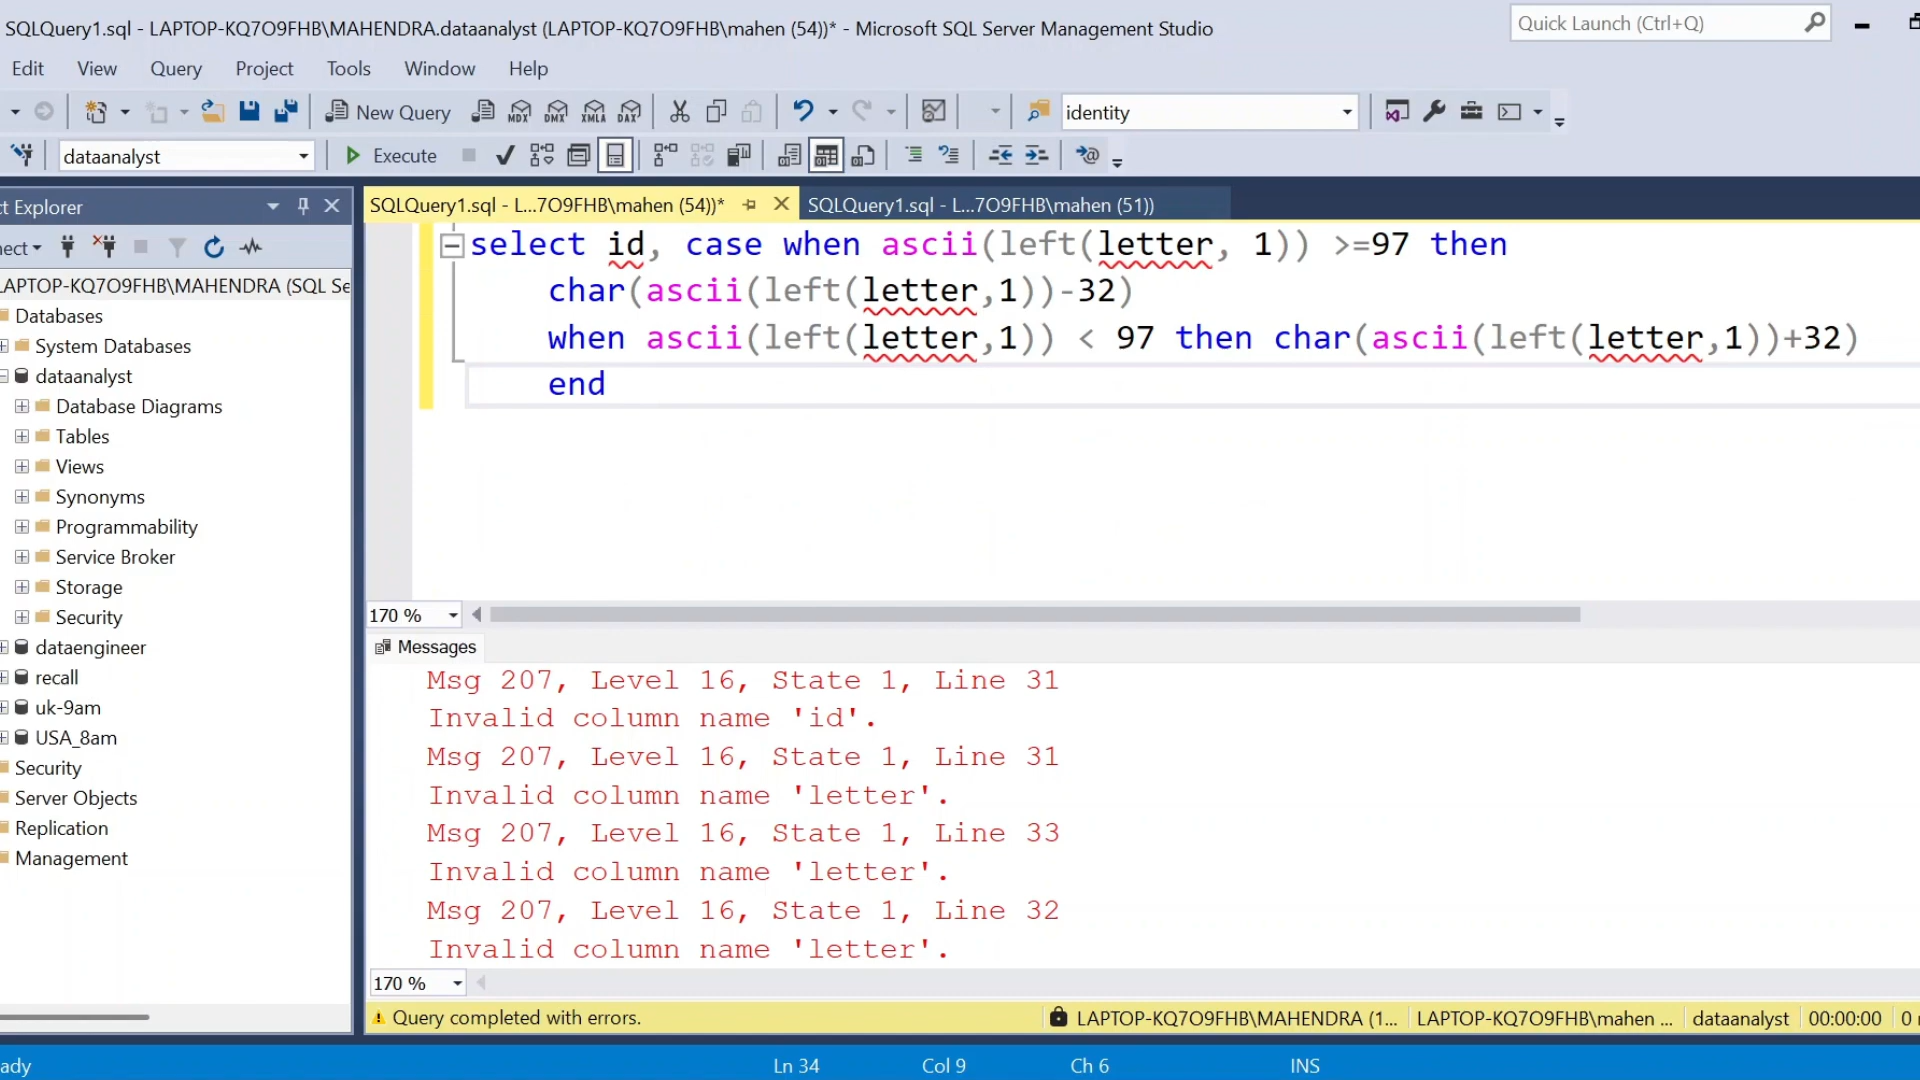 SQLQuery1.sql - LAPTOP-KQ7O9FHB\MAHENDRA.dataanalyst (LAPTOP-KQ7O9FHB\mahen (54))* - Microsoft SQL Server Management Studio
Quick Launch (Ctrl+Q)
Edit View Query Project Tools Window Help
New Query MDX DMX XMLA DAX identity
dataanalyst Execute
ct Explorer
SQLQuery1.sql - L...7O9FHB\mahen (54))* SQLQuery1.sql - L...7O9FHB\mahen (51))
nect
LAPTOP-KQ7O9FHB\MAHENDRA (SQL Se
Databases
System Databases
dataanalyst
Database Diagrams
Tables
Views
Synonyms
Programmability
Service Broker
Storage
Security
dataengineer
recall
uk-9am
USA_8am
Security
Server Objects
Replication
Management
select id, case when ascii(left(letter, 1)) >=97 then
char(ascii(left(letter,1))-32)
when ascii(left(letter,1)) < 97 then char(ascii(left(letter,1))+32)
end
170 %
Messages
Msg 207, Level 16, State 1, Line 31
Invalid column name 'id'.
Msg 207, Level 16, State 1, Line 31
Invalid column name 'letter'.
Msg 207, Level 16, State 1, Line 33
Invalid column name 'letter'.
Msg 207, Level 16, State 1, Line 32
Invalid column name 'letter'.
170 %
Query completed with errors. LAPTOP-KQ7O9FHB\MAHENDRA (1... LAPTOP-KQ7O9FHB\mahen ... dataanalyst 00:00:00 0
ady Ln 34 Col 9 Ch 6 INS